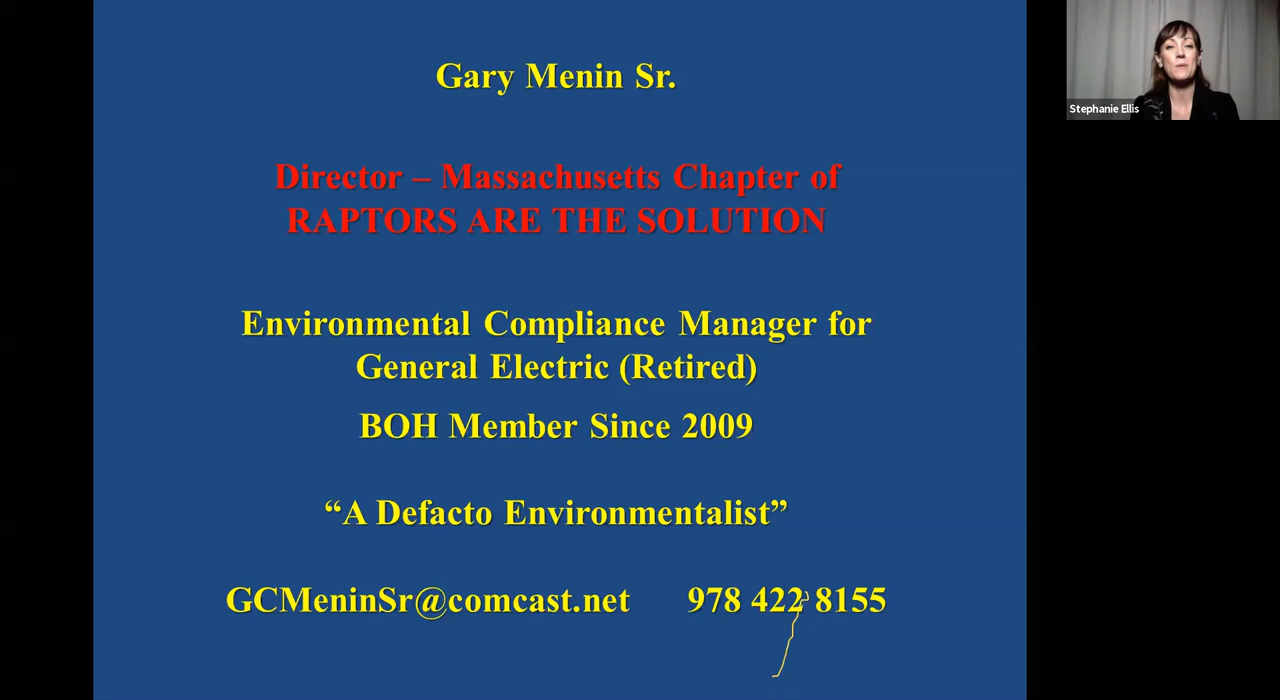 Gary Menin Sr.
Director – Massachusetts Chapter of
RAPTORS ARE THE SOLUTION
Environmental Compliance Manager for
General Electric (Retired)
BOH Member Since 2009
“A Defacto Environmentalist”
GCMeninSr@comcast.net 978 422 8155
Stephanie Ellis